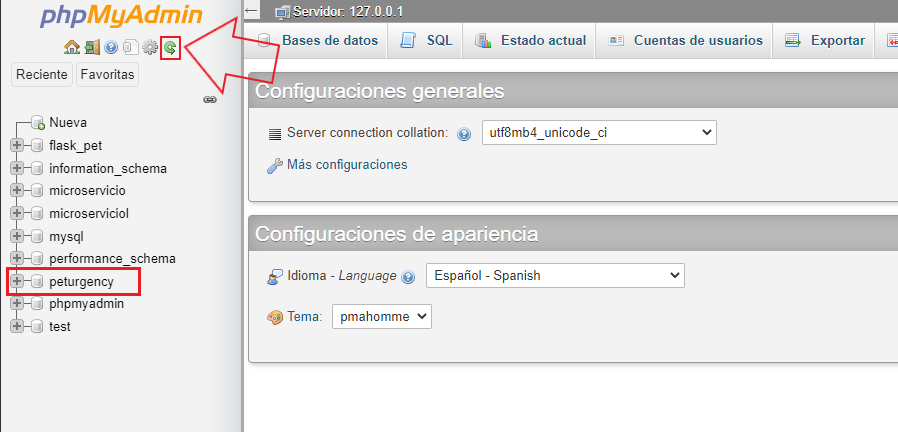 phpMyAdmin
Reciente Favoritas
Nueva
flask_pet
information_schema
microservicio
microserviciol
mysql
performance_schema
peturgency
phpmyadmin
test
Servidor: 127.0.0.1
Bases de datos SQL Estado actual Cuentas de usuarios Exportar
Configuraciones generales
Server connection collation: utf8mb4_unicode_ci
Más configuraciones
Configuraciones de apariencia
Idioma - Language Español - Spanish
Tema: pmahomme